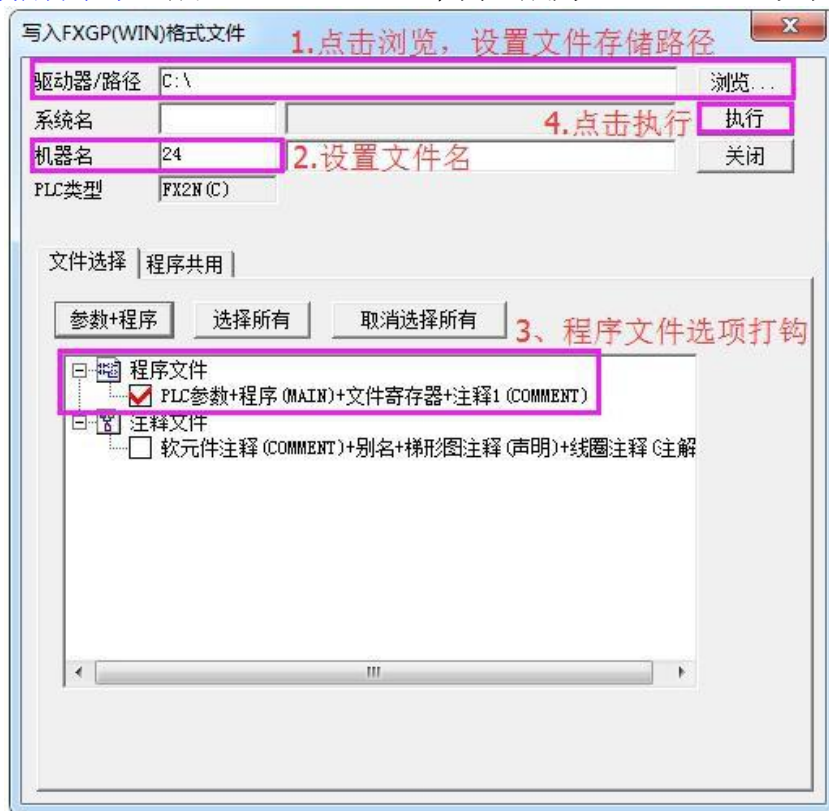 写入FXGP(WIN)格式文件
1.点击浏览，设置文件存储路径
驱动器/路径 C:\ 浏览...
系统名 4.点击执行 执行
机器名 24 2.设置文件名 关闭
PLC类型 FX2N(C)
文件选择 程序共用
参数+程序 选择所有 取消选择所有
3、程序文件选项打钩
程序文件
PLC参数+程序(MAIN)+文件寄存器+注释1(COMMENT)
注释文件
软元件注释(COMMENT)+别名+梯形图注释(声明)+线圈注释(注解